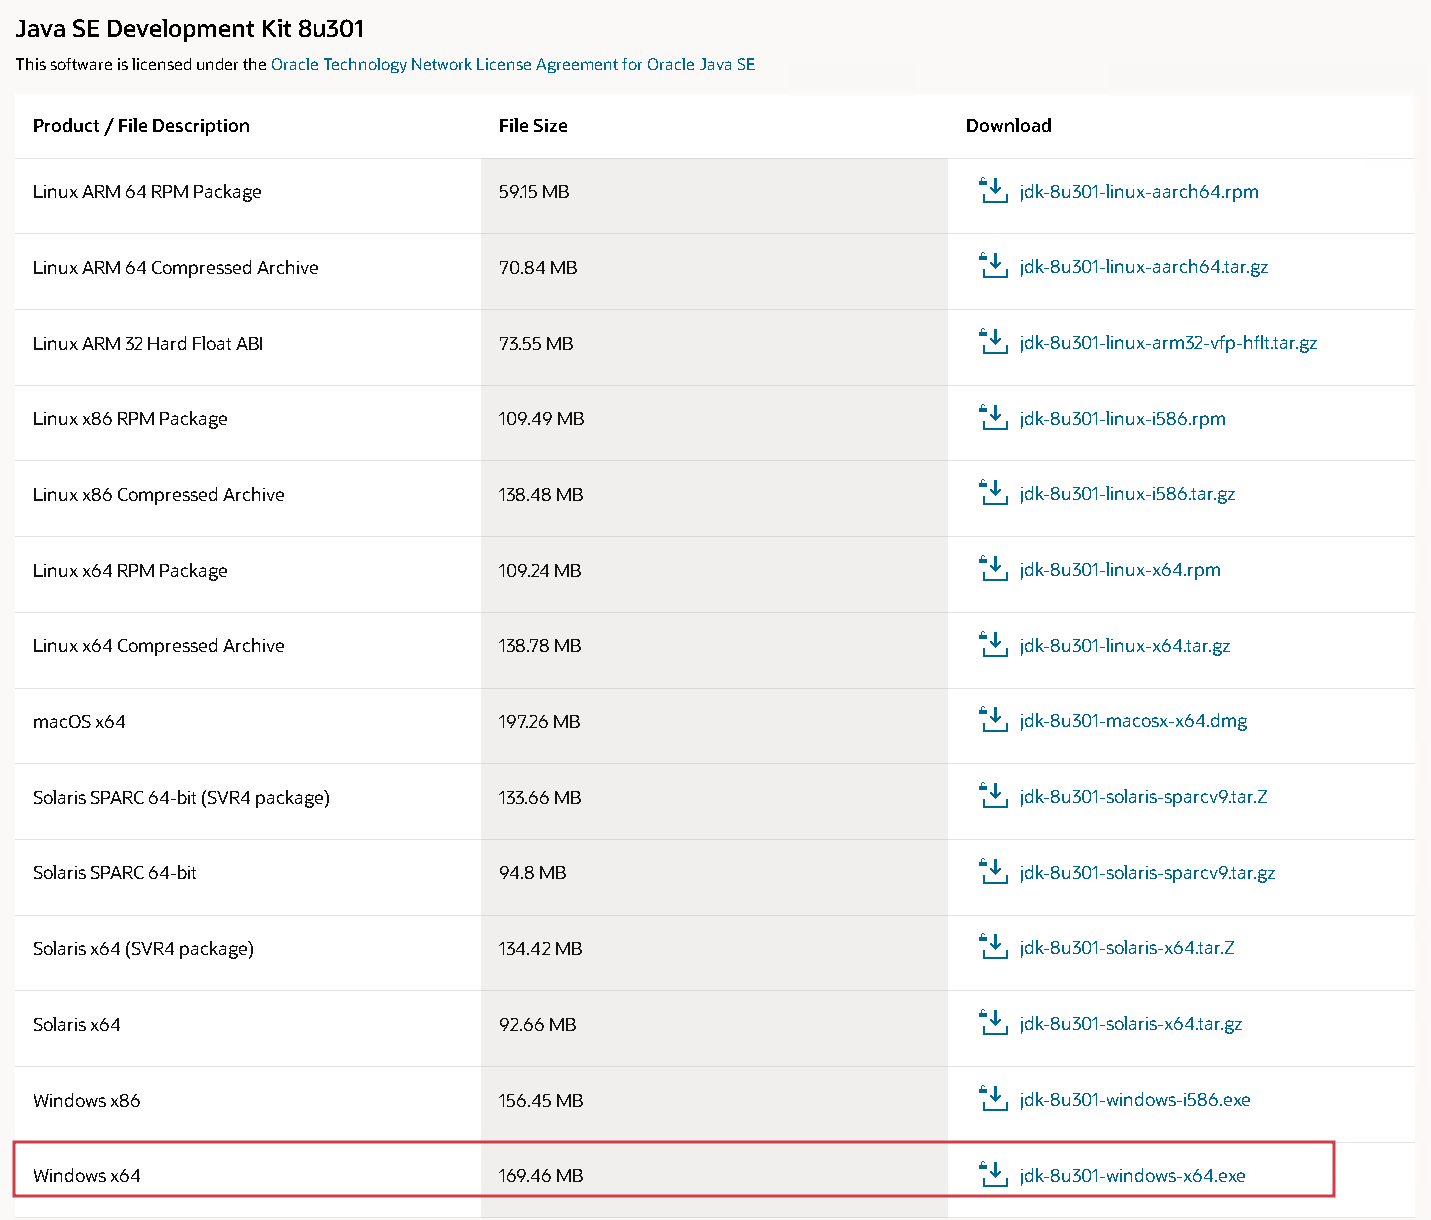 Java SE Development Kit 8u301
This software is licensed under the Oracle Technology Network License Agreement for Oracle Java SE
Product / File Description File Size Download
Linux ARM 64 RPM Package 59.15 MB jdk-8u301-linux-aarch64.rpm
Linux ARM 64 Compressed Archive 70.84 MB jdk-8u301-linux-aarch64.tar.gz
Linux ARM 32 Hard Float ABI 73.55 MB jdk-8u301-linux-arm32-vfp-hflt.tar.gz
Linux x86 RPM Package 109.49 MB jdk-8u301-linux-i586.rpm
Linux x86 Compressed Archive 138.48 MB jdk-8u301-linux-i586.tar.gz
Linux x64 RPM Package 109.24 MB jdk-8u301-linux-x64.rpm
Linux x64 Compressed Archive 138.78 MB jdk-8u301-linux-x64.tar.gz
macOS x64 197.26 MB jdk-8u301-macosx-x64.dmg
Solaris SPARC 64-bit (SVR4 package) 133.66 MB jdk-8u301-solaris-sparcv9.tar.Z
Solaris SPARC 64-bit 94.8 MB jdk-8u301-solaris-sparcv9.tar.gz
Solaris x64 (SVR4 package) 134.42 MB jdk-8u301-solaris-x64.tar.Z
Solaris x64 92.66 MB jdk-8u301-solaris-x64.tar.gz
Windows x86 156.45 MB jdk-8u301-windows-i586.exe
Windows x64 169.46 MB jdk-8u301-windows-x64.exe